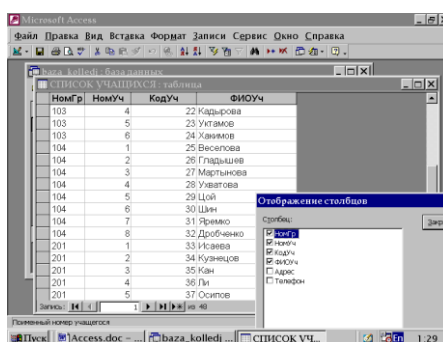 Microsoft Access
Файл Правка Вид Вставка Формат Записи Сервис Окно Справка
baza_kolledj : база данных
СПИСОК УЧАЩИХСЯ : таблица
НомГр НомУч КодУч ФИОУч
103 4 22 Кадырова
103 5 23 Уктамов
103 6 24 Хакимов
104 1 25 Веселова
104 2 26 Гладышев
104 3 27 Мартынова
104 4 28 Ухватова
104 5 29 Цой
104 6 30 Шин
104 7 31 Яремко
104 8 32 Дробченко
201 1 33 Исаева
201 2 34 Кузнецов
201 3 35 Кан
201 4 36 Ли
201 5 37 Осипов
Отображение столбцов
Столбец:
Закр
НомГр
НомУч
КодУч
ФИОУч
Адрес
Телефон
Запись: 1 из 40
Поименный номер учащегося
Пуск Access.doc – ... baza_kolledj ... СПИСОК УЧ... En 1:29